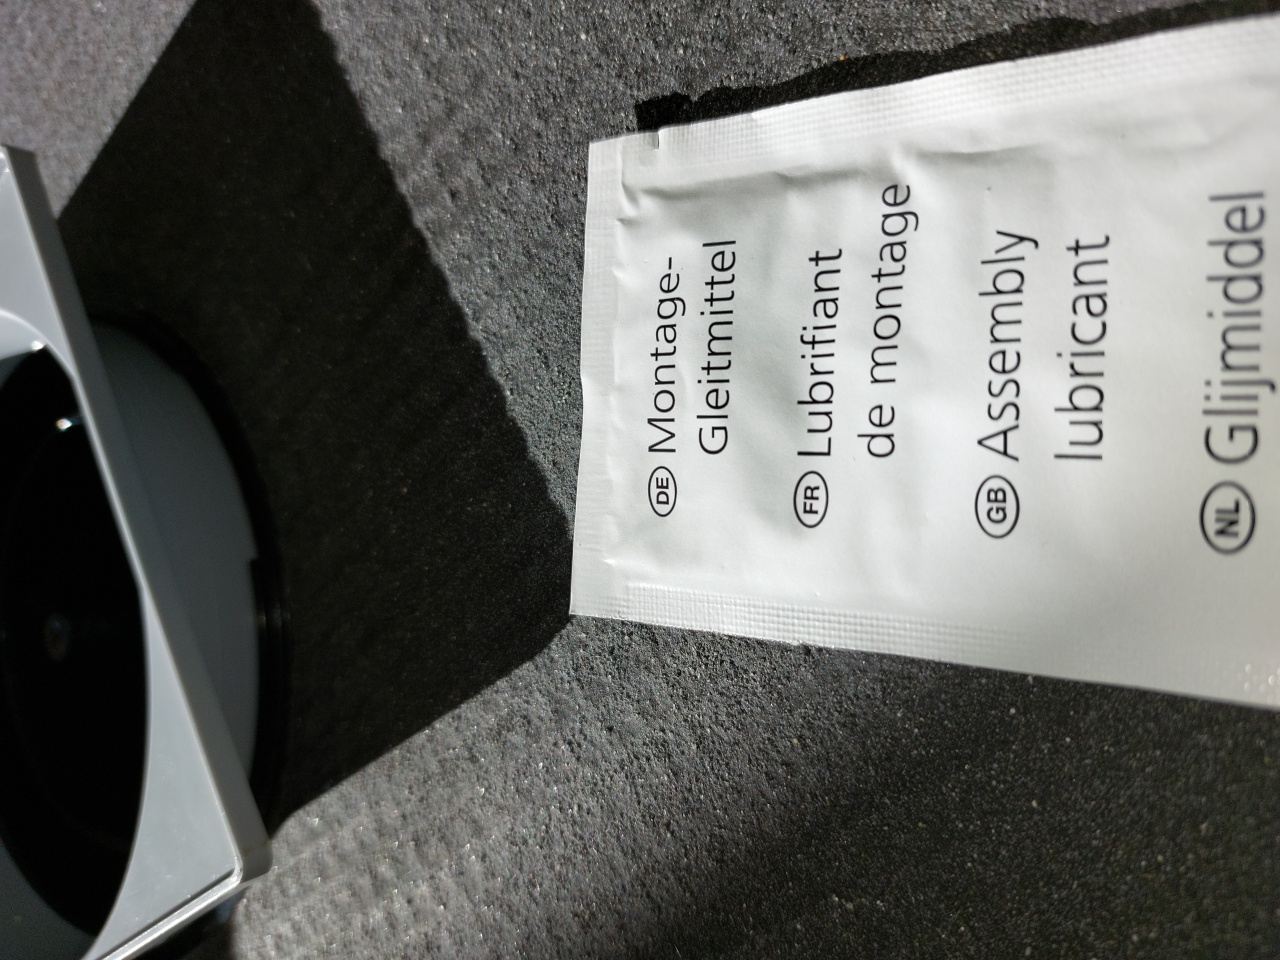 DE Montage-
Gleitmittel
FR Lubrifiant
de montage
GB Assembly
lubricant
NL Glijmiddel